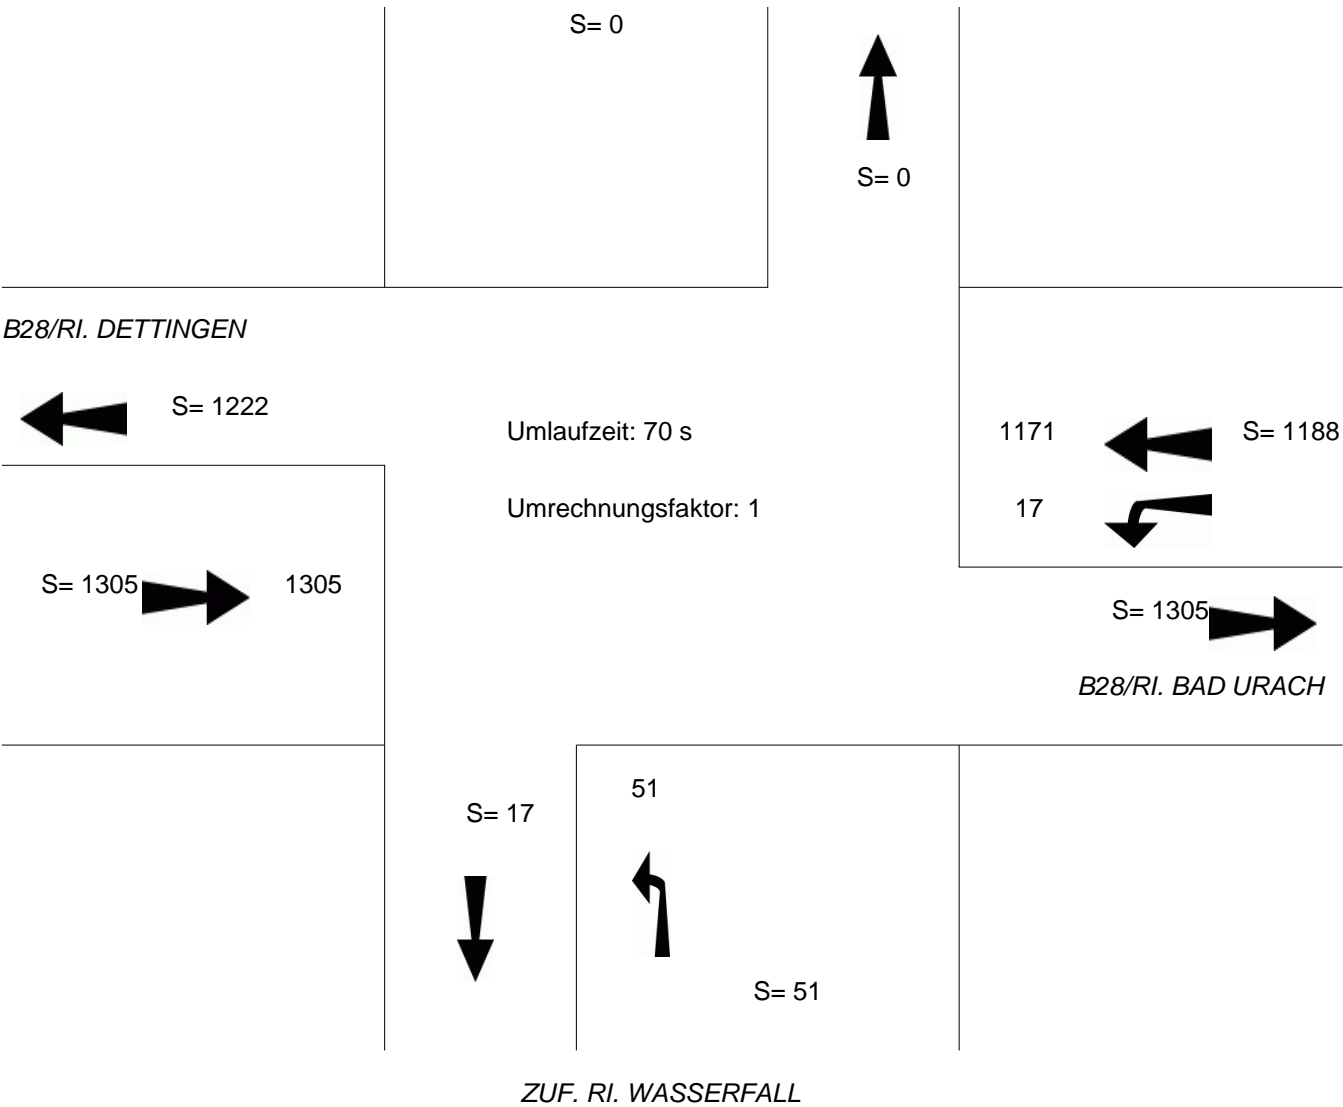 S= 0
S= 0
B28/RI. DETTINGEN
S= 1222
Umlaufzeit: 70 s
1171
S= 1188
Umrechnungsfaktor: 1
17
S= 1305
1305
S= 1305
B28/RI. BAD URACH
51
S= 17
S= 51
ZUF. RI. WASSERFALL